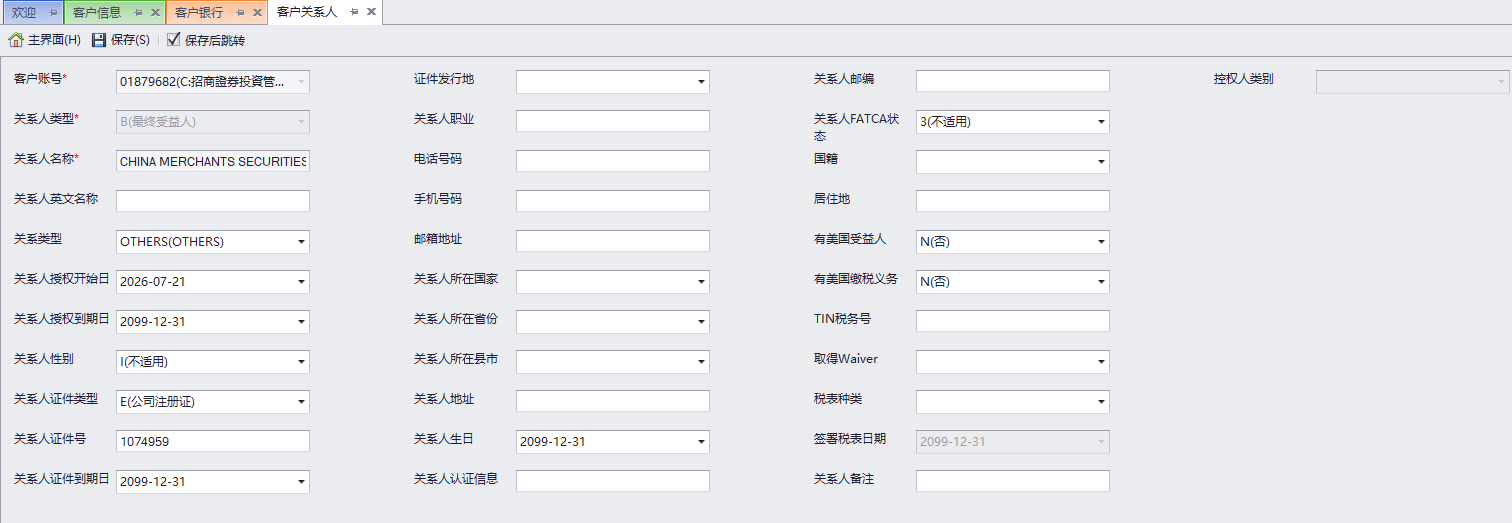 欢迎 客户信息 客户银行 客户关系人
主界面(H) 保存(S) 保存后跳转
客户账号* 01879682(C:招商證券投資管... 证件发行地 关系人邮编 控权人类别
关系人类型* B(最终受益人) 关系人职业 关系人FATCA状态 3(不适用)
关系人名称* CHINA MERCHANTS SECURITIES 电话号码 国籍
关系人英文名称 手机号码 居住地
关系类型 OTHERS(OTHERS) 邮箱地址 有美国受益人 N(否)
关系人授权开始日 2026-07-21 关系人所在国家 有美国缴税义务 N(否)
关系人授权到期日 2099-12-31 关系人所在省份 TIN税务号
关系人性别 I(不适用) 关系人所在县市 取得Waiver
关系人证件类型 E(公司注册证) 关系人地址 税表种类
关系人证件号 1074959 关系人生日 2099-12-31 签署税表日期 2099-12-31
关系人证件到期日 2099-12-31 关系人认证信息 关系人备注